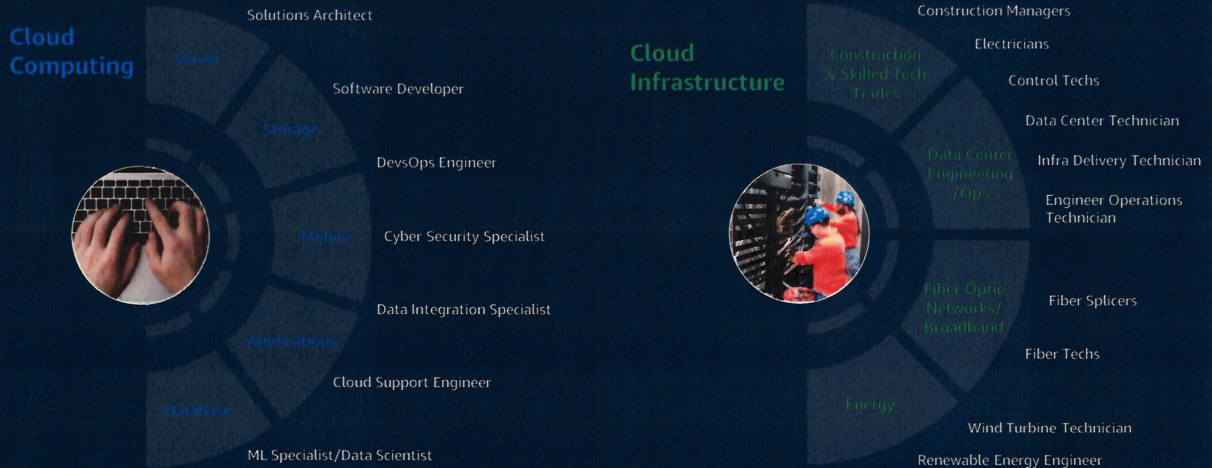 Cloud
Computing
Server
Storage
Mobile
Applications
Database
Solutions Architect
Software Developer
DevsOps Engineer
Cyber Security Specialist
Data Integration Specialist
Cloud Support Engineer
ML Specialist/Data Scientist
Cloud
Infrastructure
Construction
& Skilled Tech
Trades
Data Center
Engineering
/Ops
Fiber Optic
Networks/
Broadband
Energy
Construction Managers
Electricians
Control Techs
Data Center Technician
Infra Delivery Technician
Engineer Operations
Technician
Fiber Splicers
Fiber Techs
Wind Turbine Technician
Renewable Energy Engineer